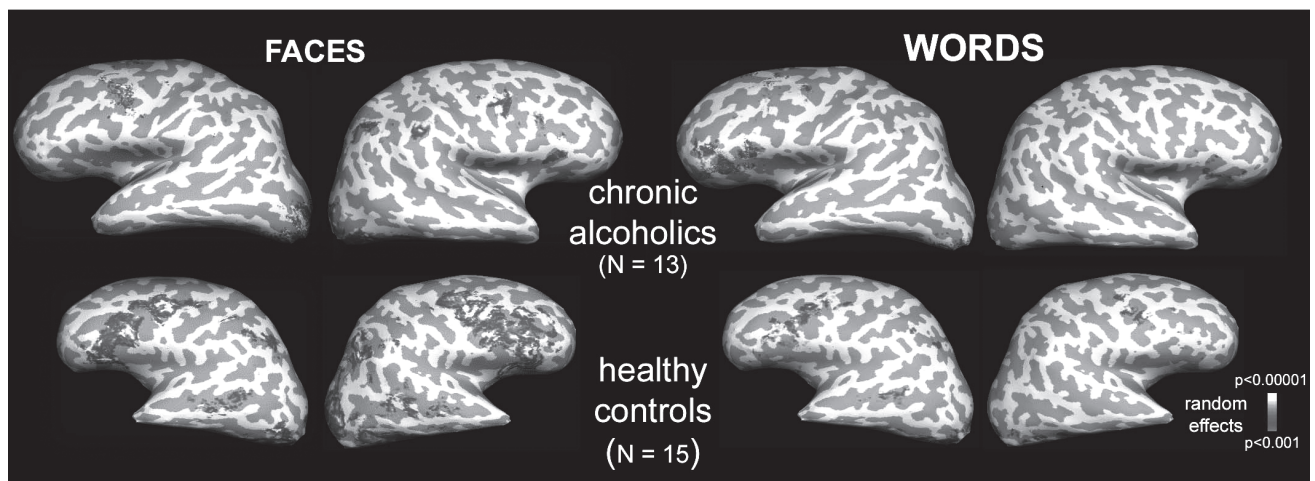 FACES
WORDS
chronic
alcoholics
(N = 13)
healthy
controls
(N = 15)
p<0.00001
random
effects
p<0.001